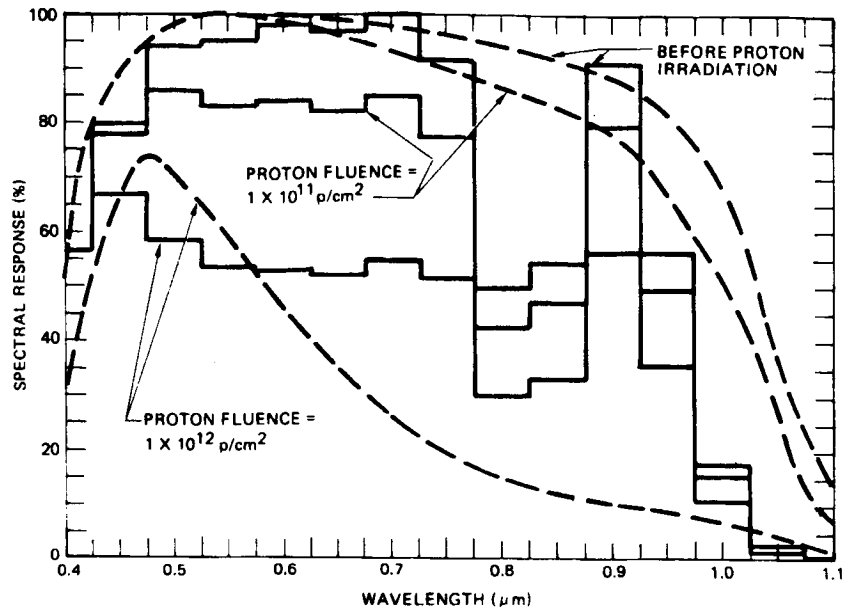 100
80
60
40
20
0
SPECTRAL RESPONSE (%)
BEFORE PROTON
IRRADIATION
PROTON FLUENCE =
1 X 10¹¹ p/cm²
PROTON FLUENCE =
1 X 10¹² p/cm²
0.4 0.5 0.6 0.7 0.8 0.9 1.0 1.1
WAVELENGTH (μm)